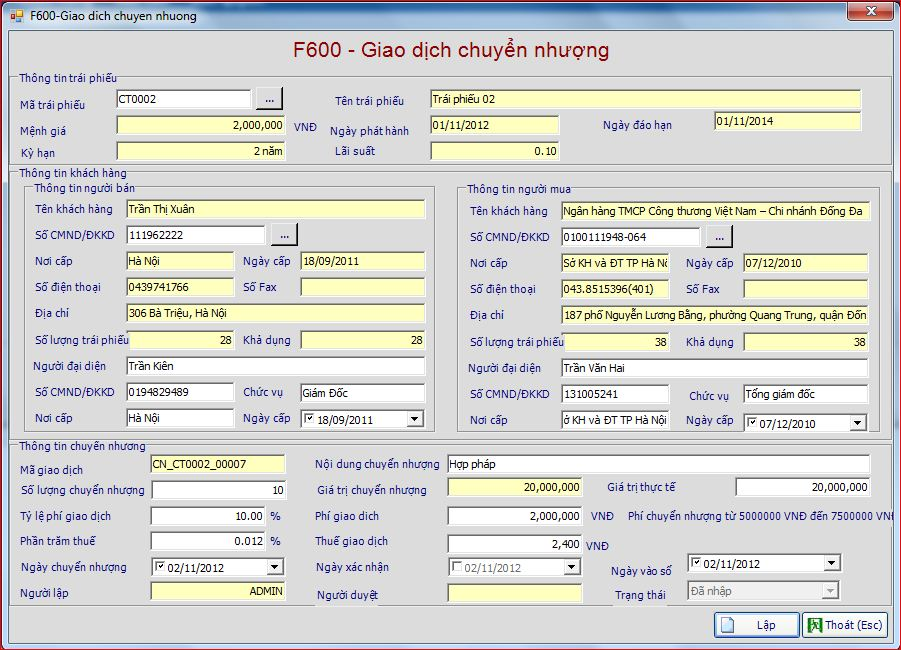 F600-Giao dich chuyen nhuong
F600 - Giao dịch chuyển nhượng
Thông tin trái phiếu
Mã trái phiếu CT0002 ... Tên trái phiếu Trái phiếu 02
Mệnh giá 2,000,000 VNĐ Ngày phát hành 01/11/2012 Ngày đáo hạn 01/11/2014
Kỳ hạn 2 năm Lãi suất 0.10
Thông tin khách hàng
Thông tin người bán
Tên khách hàng Trần Thị Xuân
Số CMND/ĐKKD 111962222 ...
Nơi cấp Hà Nội Ngày cấp 18/09/2011
Số điện thoại 0439741766 Số Fax
Địa chỉ 306 Bà Triệu, Hà Nội
Số lượng trái phiếu 28 Khả dụng 28
Người đại diện Trần Kiên
Số CMND/ĐKKD 0194829489 Chức vụ Giám Đốc
Nơi cấp Hà Nội Ngày cấp 18/09/2011
Thông tin người mua
Tên khách hàng Ngân hàng TMCP Công thương Việt Nam – Chi nhánh Đống Đa
Số CMND/ĐKKD 0100111948-064 ...
Nơi cấp Sở KH và ĐT TP Hà Nộ Ngày cấp 07/12/2010
Số điện thoại 043.8515396(401) Số Fax
Địa chỉ 187 phố Nguyễn Lương Bằng, phường Quang Trung, quận Đốn
Số lượng trái phiếu 38 Khả dụng 38
Người đại diện Trần Văn Hai
Số CMND/ĐKKD 131005241 Chức vụ Tổng giám đốc
Nơi cấp ở KH và ĐT TP Hà Nội Ngày cấp 07/12/2010
Thông tin chuyển nhượng
Mã giao dịch CN_CT0002_00007 Nội dung chuyển nhượng Hợp pháp
Số lượng chuyển nhượng 10 Giá trị chuyển nhượng 20,000,000 Giá trị thực tế 20,000,000
Tỷ lệ phí giao dịch 10.00 % Phí giao dich 2,000,000 VNĐ Phí chuyển nhượng từ 5000000 VNĐ đến 7500000 VNĐ
Phần trăm thuế 0.012 % Thuế giao dịch 2,400 VNĐ
Ngày chuyển nhượng 02/11/2012 Ngày xác nhận 02/11/2012 Ngày vào số 02/11/2012
Người lập ADMIN Người duyệt Trạng thái Đã nhập
Lập Thoát (Esc)